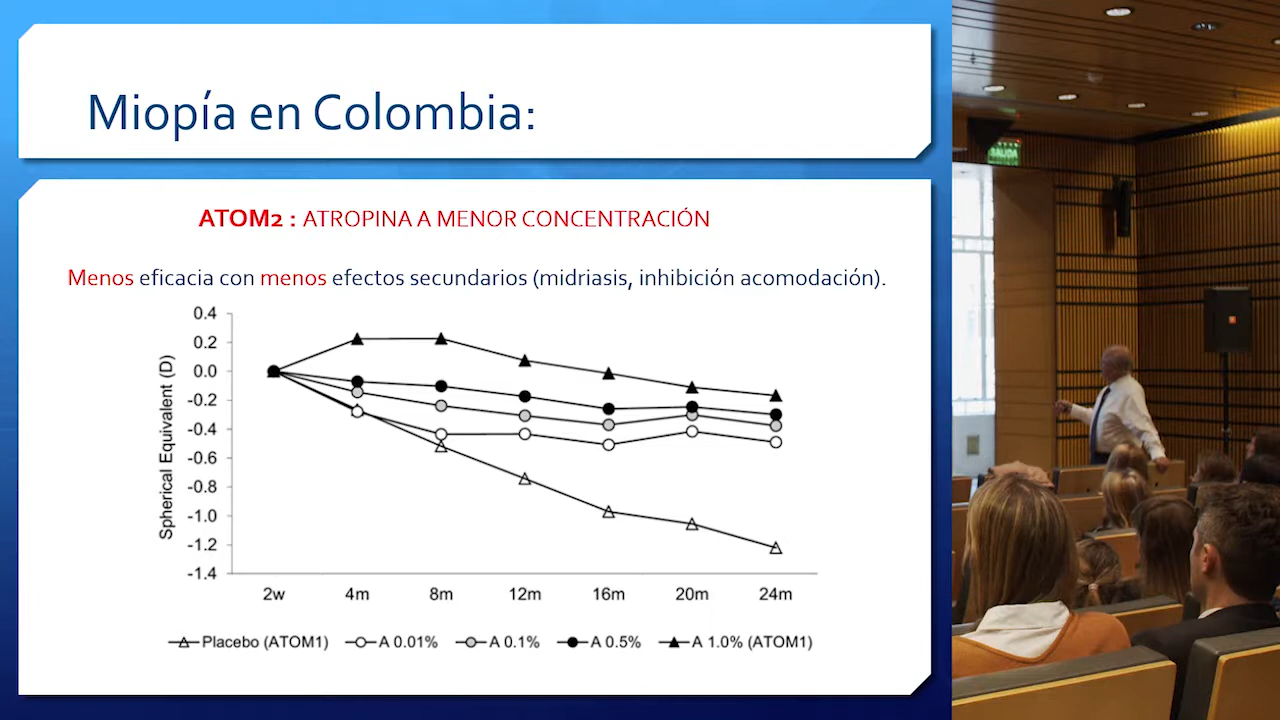 Miopía en Colombia:
ATOM2 : ATROPINA A MENOR CONCENTRACIÓN
Menos eficacia con menos efectos secundarios (midriasis, inhibición acomodación).
0.4
0.2
0.0
-0.2
-0.4
-0.6
-0.8
-1.0
-1.2
-1.4
Spherical Equivalent (D)
2w 4m 8m 12m 16m 20m 24m
Placebo (ATOM1) A 0.01% A 0.1% A 0.5% A 1.0% (ATOM1)
SALIDA